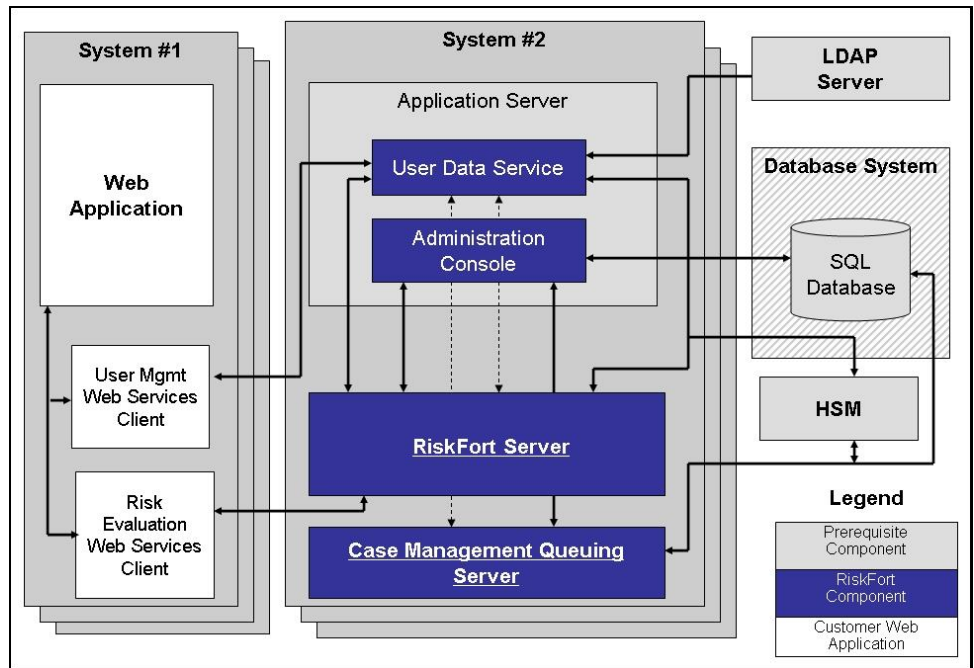 System #1
Web
Application
User Mgmt
Web Services
Client
Risk
Evaluation
Web Services
Client
System #2
Application Server
User Data Service
Administration
Console
RiskFort Server
Case Management Queuing
Server
LDAP
Server
Database System
SQL
Database
HSM
Legend
Prerequisite
Component
RiskFort
Component
Customer Web
Application